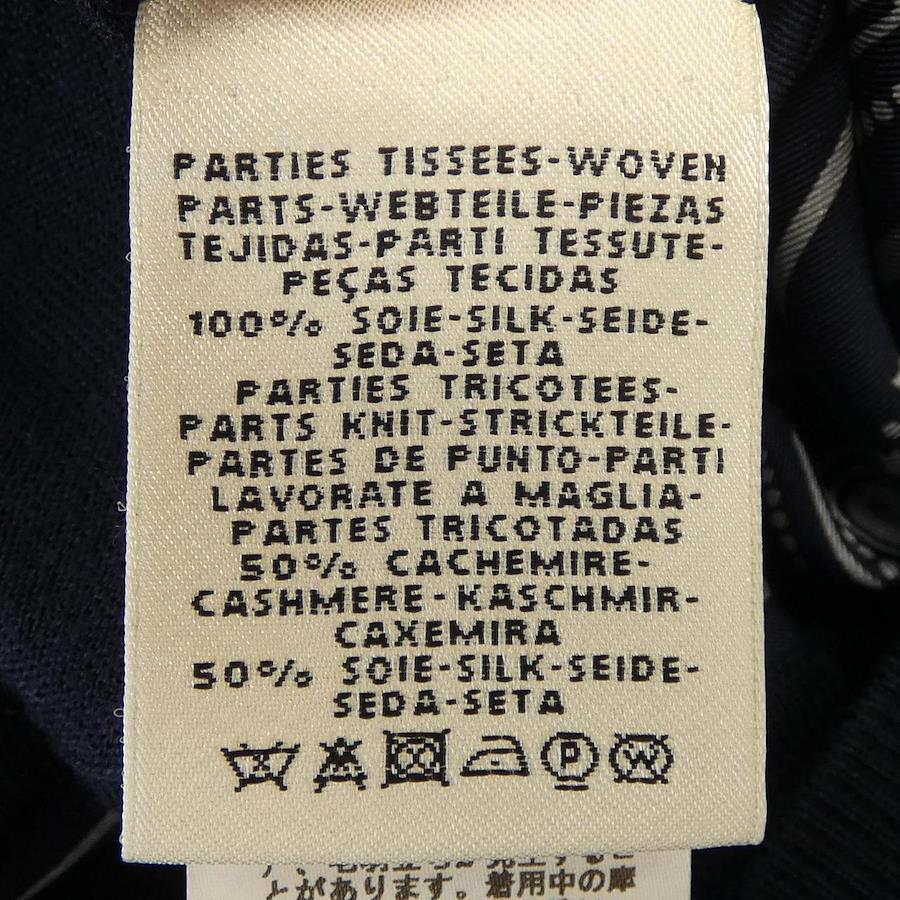 PARTIES TISSEES-WOVEN
PARTS-WEBTEILE-PIEZAS
TEJIDAS-PARTI TESSUTE-
PEÇAS TECIDAS
100% SOIE-SILK-SEIDE-
SEDA-SETA
PARTIES TRICOTEES-
PARTS KNIT-STRICKTEILE-
PARTES DE PUNTO-PARTI
LAVORATE A MAGLIA-
PARTES TRICOTADAS
50% CACHEMIRE-
CASHMERE-KASCHMIR-
CAXEMIRA
50% SOIE-SILK-SEIDE-
SEDA-SETA
P W
とがあります。着用中の摩